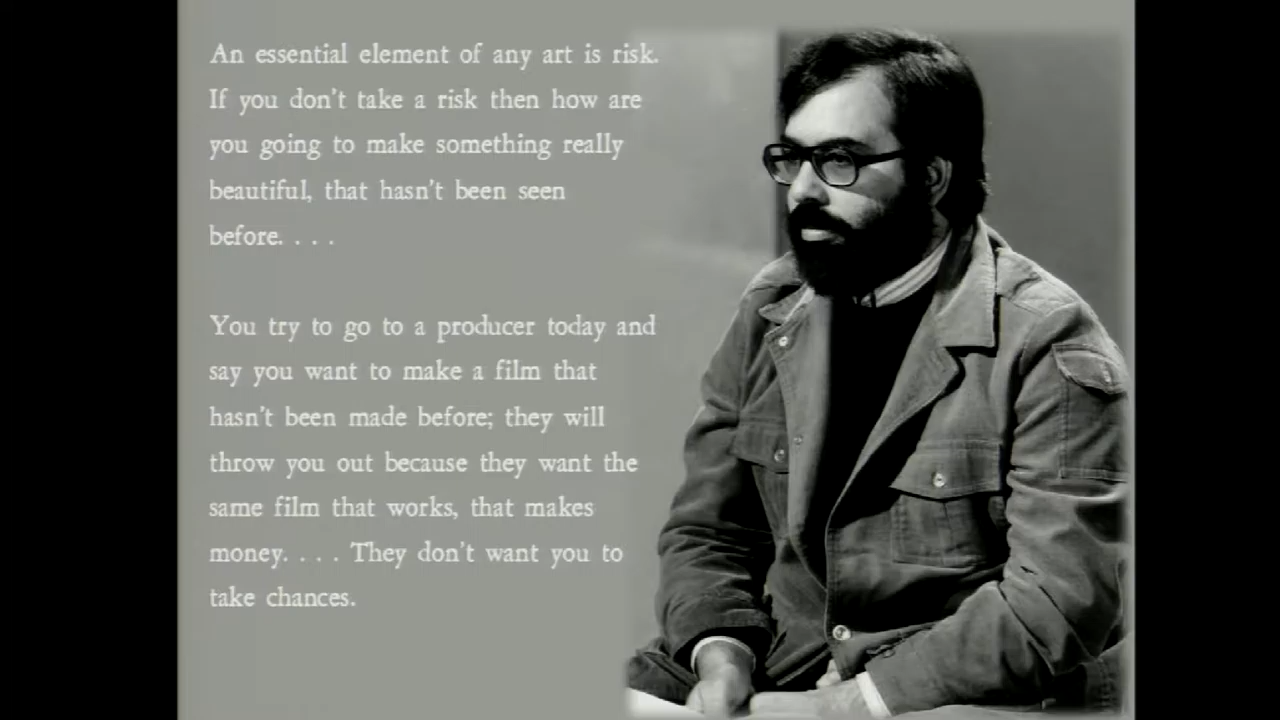 An essential element of any art is risk.
If you don't take a risk then how are
you going to make something really
beautiful, that hasn't been seen
before. . . .
You try to go to a producer today and
say you want to make a film that
hasn't been made before; they will
throw you out because they want the
same film that works, that makes
money. . . . They don't want you to
take chances.